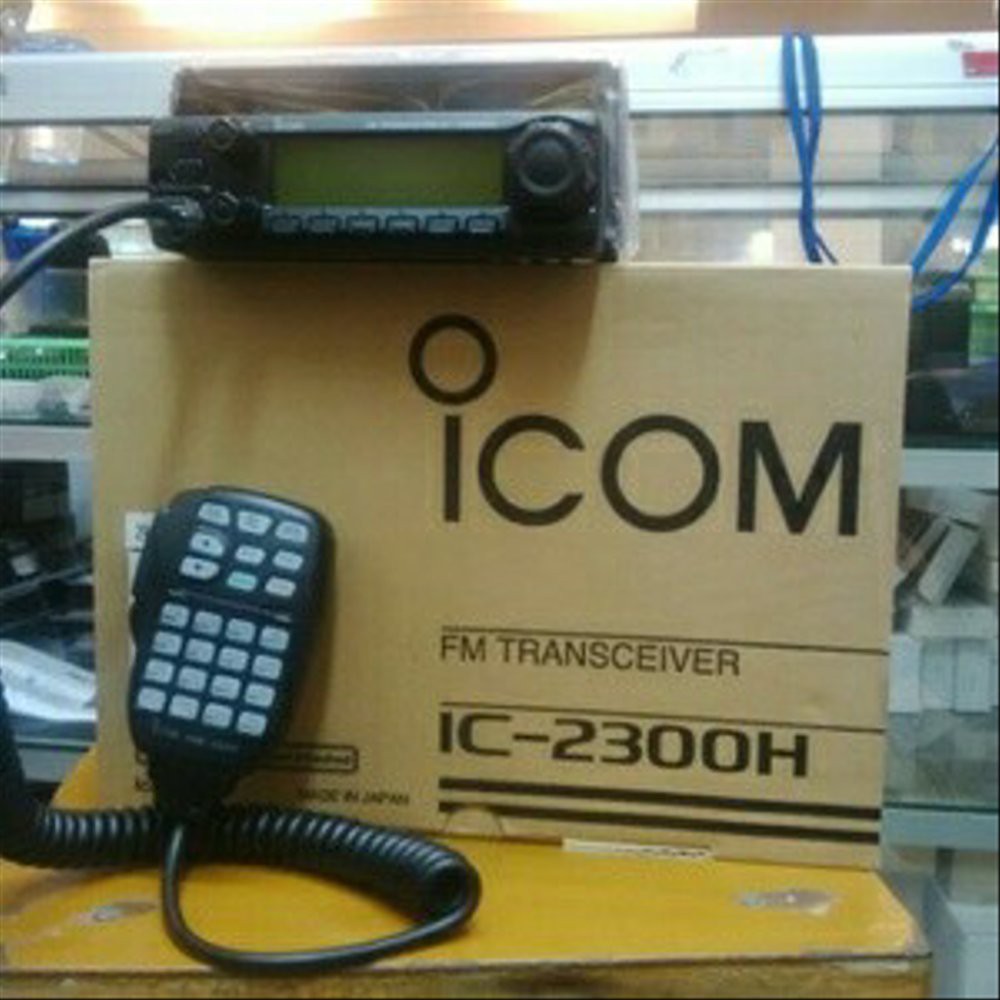 iCOM
FM TRANSCEIVER
IC-2300H
MADE IN JAPAN